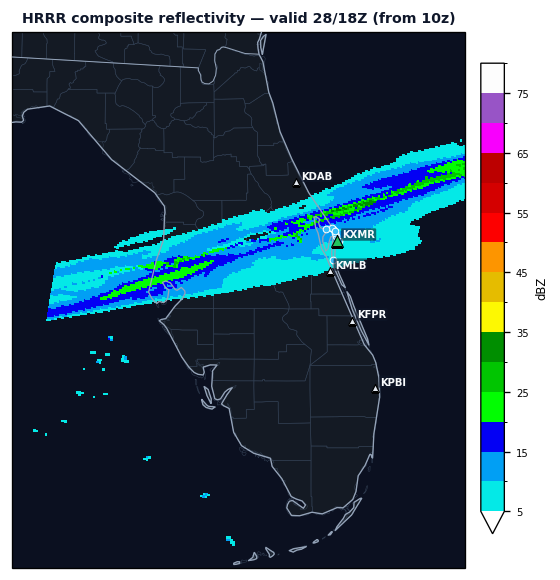 HRRR composite reflectivity — valid 28/18Z (from 10z)
KDAB
KXMR
KMLB
KFPR
KPBI
75
65
55
45
35
25
15
10
5
dBZ